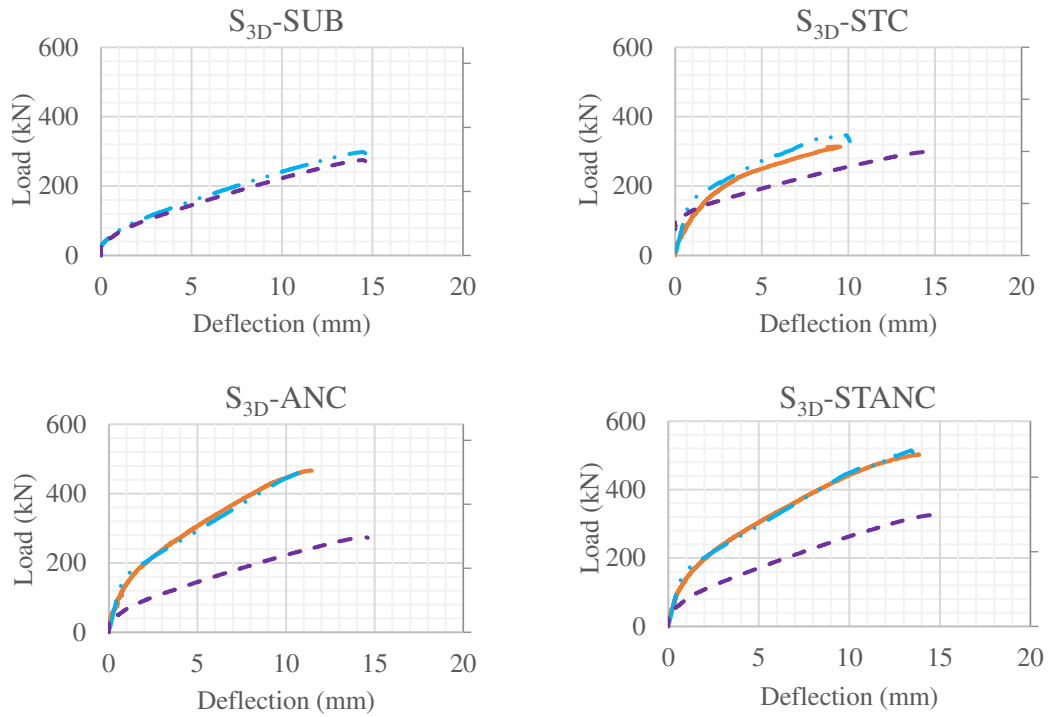 S3D-SUB
600
400
200
0
Load (kN)
0 5 10 15 20
Deflection (mm)
S3D-STC
600
400
200
0
Load (kN)
0 5 10 15 20
Deflection (mm)
S3D-ANC
600
400
200
0
Load (kN)
0 5 10 15 20
Deflection (mm)
S3D-STANC
600
400
200
0
Load (kN)
0 5 10 15 20
Deflection (mm)